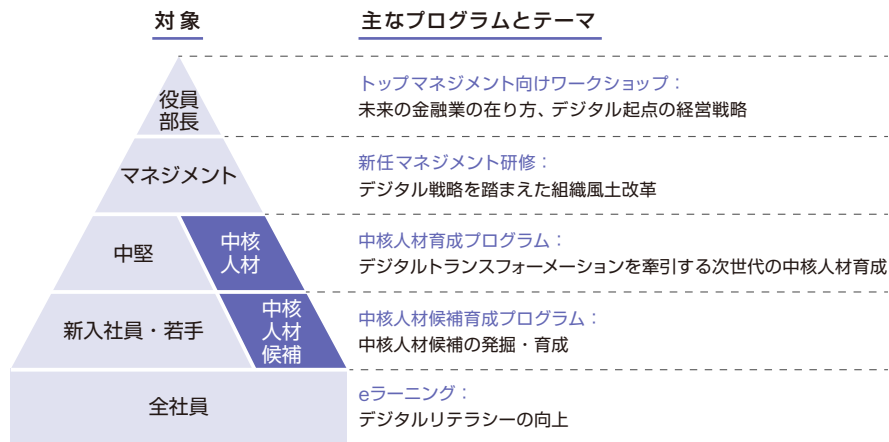 対象
主なプログラムとテーマ
役員
部長
トップマネジメント向けワークショップ：
未来の金融業の在り方、デジタル起点の経営戦略
マネジメント
新任マネジメント研修：
デジタル戦略を踏まえた組織風土改革
中堅
中核
人材
中核人材育成プログラム：
デジタルトランスフォーメーションを牽引する次世代の中核人材育成
新入社員・若手
中核
人材
候補
中核人材候補育成プログラム：
中核人材候補の発掘・育成
全社員
eラーニング：
デジタルリテラシーの向上